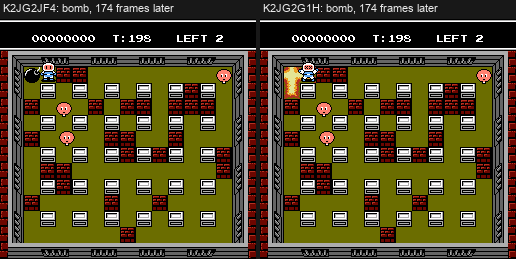 K2JG2JF4: bomb, 174 frames later
K2JG2G1H: bomb, 174 frames later
00000000 T:198 LEFT 2
00000000 T:198 LEFT 2